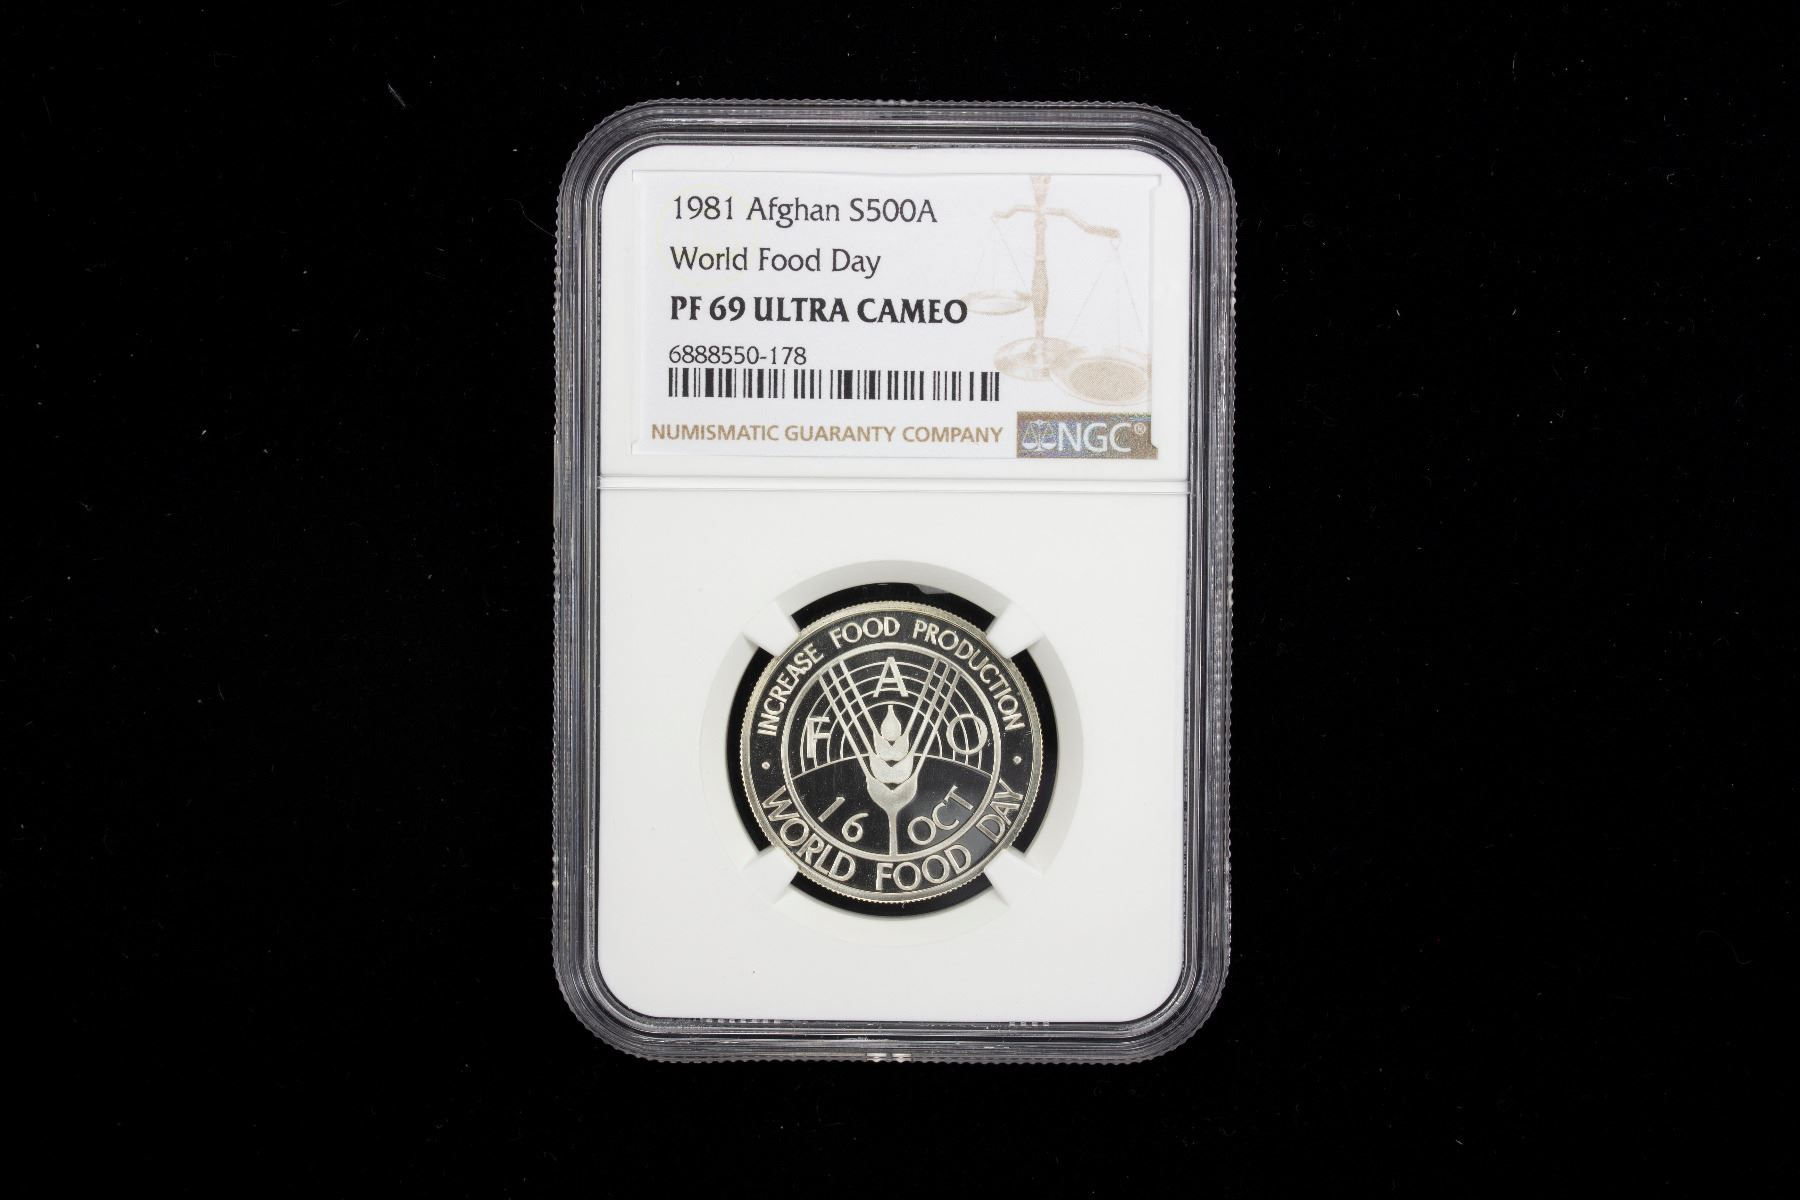 1981 Afghan S500A
World Food Day
PF 69 ULTRA CAMEO
6888550-178
NUMISMATIC GUARANTY COMPANY
NGC®
INCREASE FOOD PRODUCTION
F A O
16 OCT
WORLD FOOD DAY